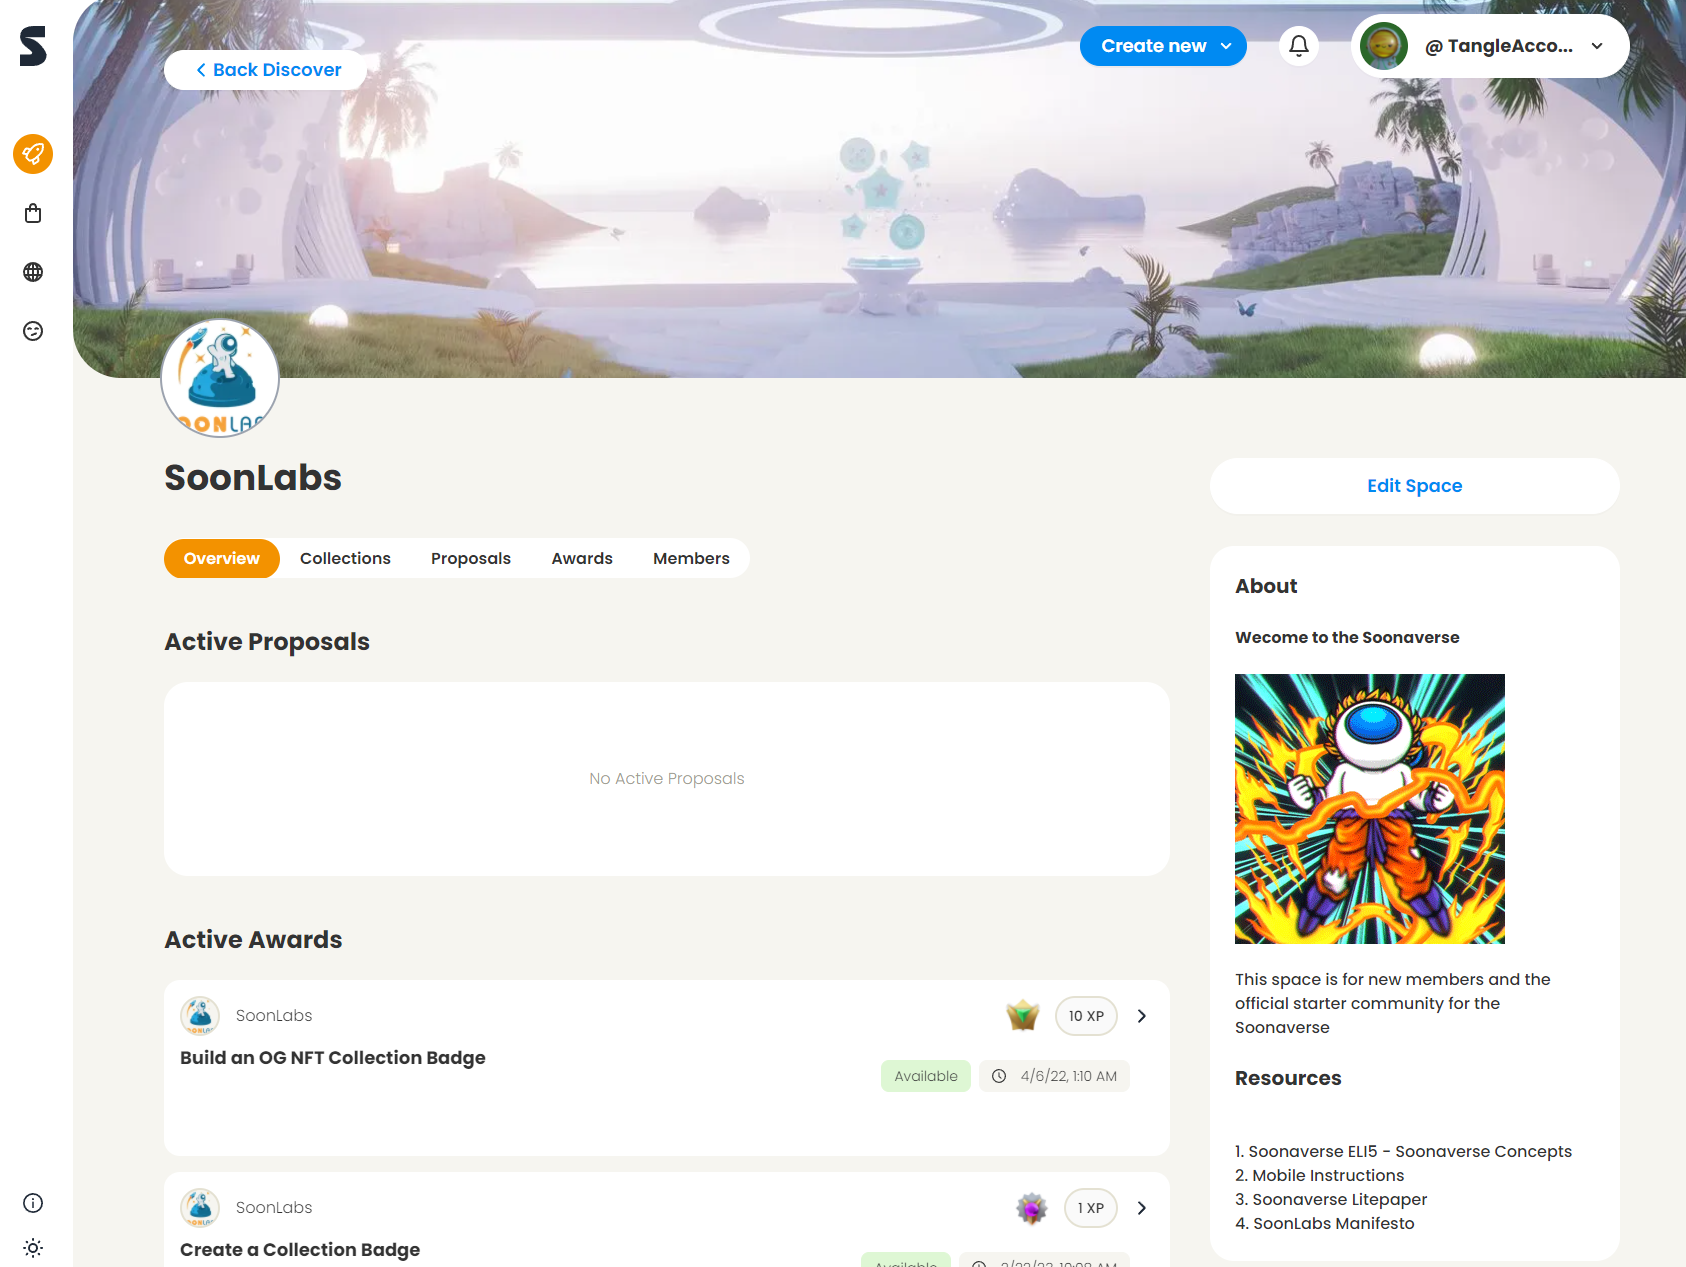 Back Discover
Create new
@ TangleAcco...
SoonLabs
Edit Space
Overview
Collections
Proposals
Awards
Members
Active Proposals
No Active Proposals
Active Awards
SoonLabs
10 XP
Build an OG NFT Collection Badge
Available
4/6/22, 1:10 AM
SoonLabs
1 XP
Create a Collection Badge
Available
About
Wecome to the Soonaverse
This space is for new members and the
official starter community for the
Soonaverse
Resources
1. Soonaverse ELI5 - Soonaverse Concepts
2. Mobile Instructions
3. Soonaverse Litepaper
4. SoonLabs Manifesto